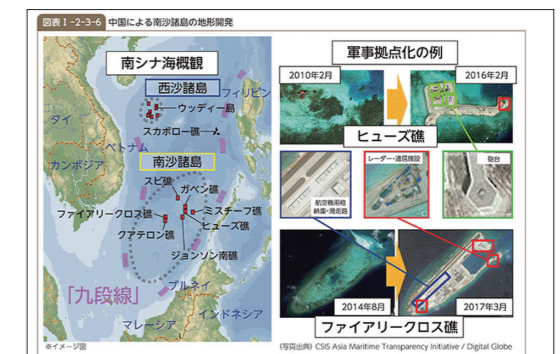 図表Ⅰ-2-3-6 中国による南沙諸島の地形開発
南シナ海概観
西沙諸島
ウッディー島
フィリピン
スカボロー礁
タイ
ベトナム
カンボジア
南沙諸島
スビ礁
ガベン礁
ファイアリークロス礁
ミスチーフ礁
ヒューズ礁
クアテロン礁
ジョンソン南礁
「九段線」
ブルネイ
マレーシア
インドネシア
※イメージ図
軍事拠点化の例
2010年2月
2016年2月
ヒューズ礁
航空機用格
納庫・滑走路
レーダー・通信施設
砲台
2014年8月
2017年3月
ファイアリークロス礁
(写真出典) CSIS Asia Maritime Transparency Initiative / Digital Globe